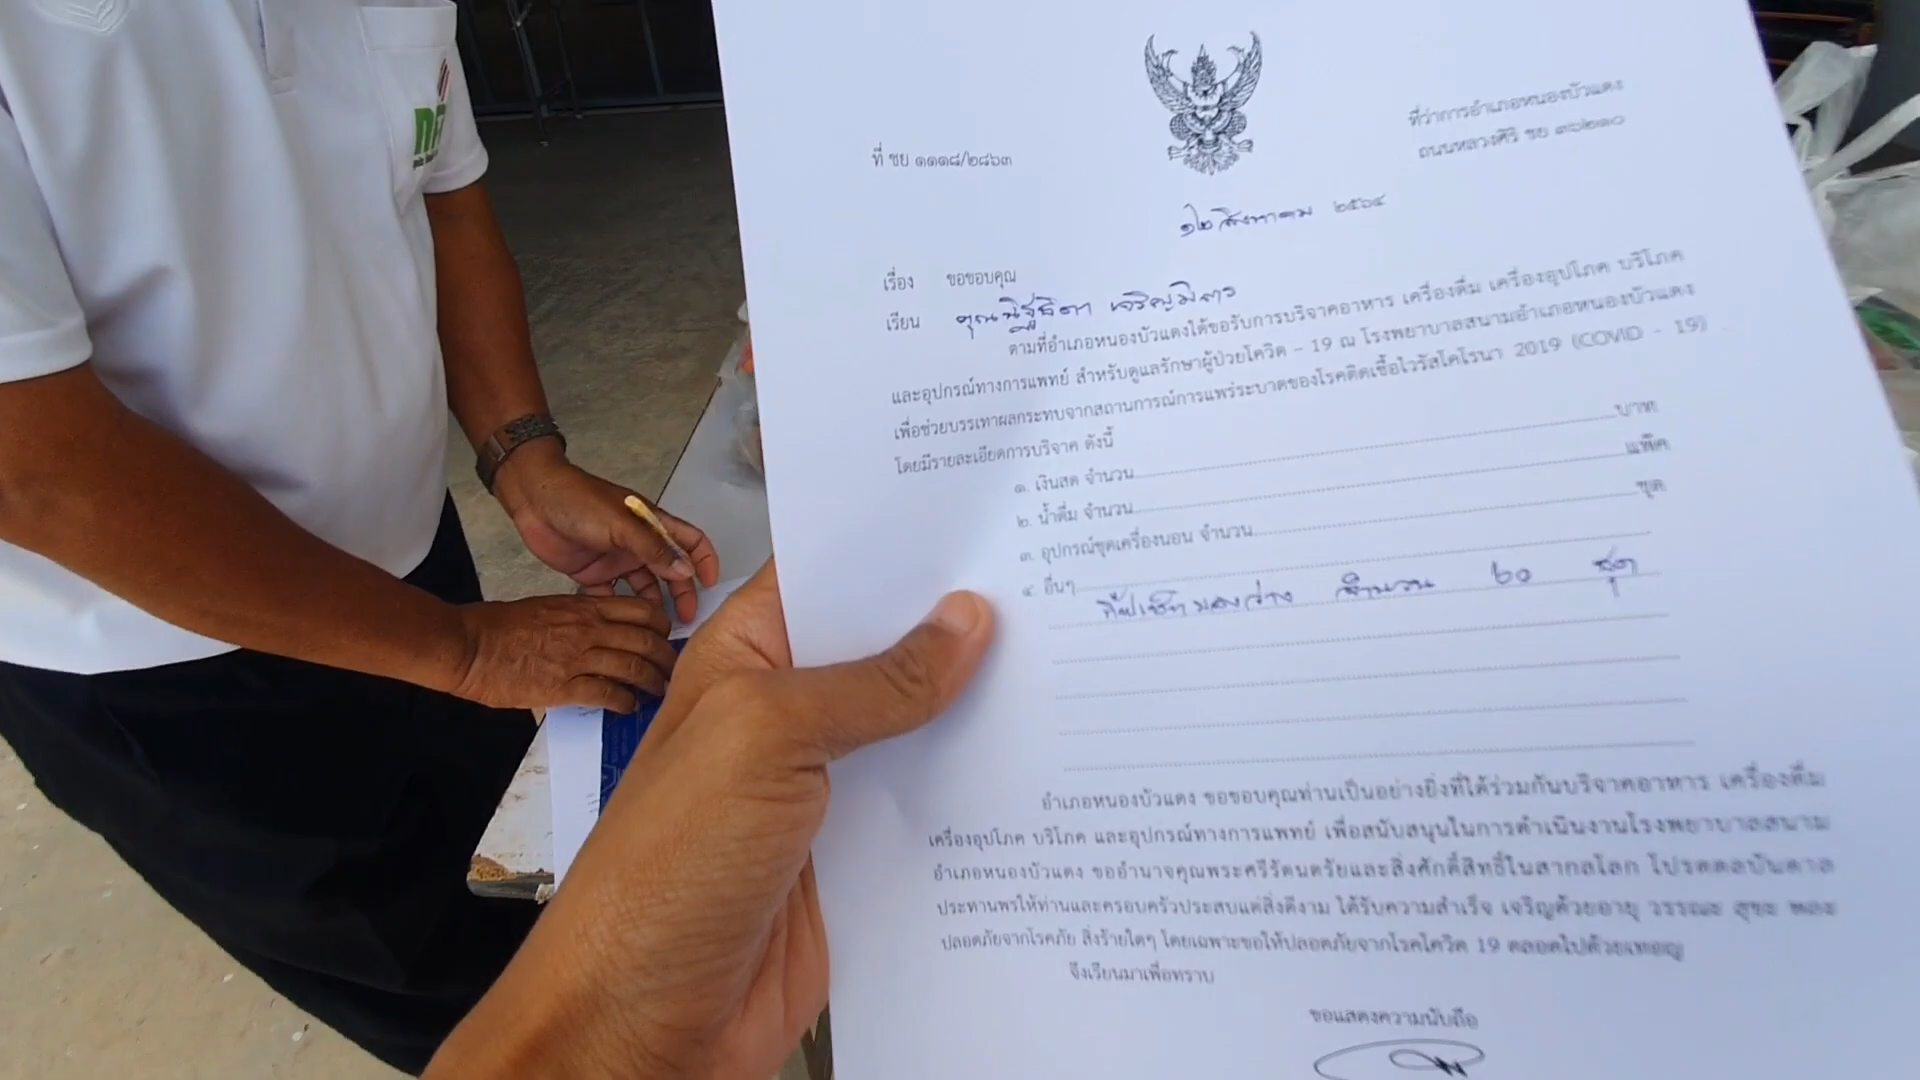 ที่ ชย ๑๑๑๘/๒๘๖๓
ที่ว่าการอำเภอหนองบัวแดง
ถนนหลวงศิริ ชย ๓๖๒๑๐
๑๒ สิงหาคม ๒๕๖๔
เรื่อง ขอขอบคุณ
เรียน คุณ
ตามที่อำเภอหนองบัวแดงได้ขอรับการบริจาคอาหาร เครื่องดื่ม เครื่องอุปโภค บริโภค
และอุปกรณ์ทางการแพทย์ สำหรับดูแลรักษาผู้ป่วยโควิด – 19 ณ โรงพยาบาลสนามอำเภอหนองบัวแดง
เพื่อช่วยบรรเทาผลกระทบจากสถานการณ์การแพร่ระบาดของโรคติดเชื้อไวรัสโคโรนา 2019 (COVID - 19)
โดยมีรายละเอียดการบริจาค ดังนี้
๑. เงินสด จำนวน บาท
๒. น้ำดื่ม จำนวน แพ็ค
๓. อุปกรณ์ชุดเครื่องนอน จำนวน ชุด
๔. อื่นๆ
จำนวน ๖๐ ชุด
อำเภอหนองบัวแดง ขอขอบคุณท่านเป็นอย่างยิ่งที่ได้ร่วมกันบริจาคอาหาร เครื่องดื่ม
เครื่องอุปโภค บริโภค และอุปกรณ์ทางการแพทย์ เพื่อสนับสนุนในการดำเนินงานโรงพยาบาลสนาม
อำเภอหนองบัวแดง ขออำนาจคุณพระศรีรัตนตรัยและสิ่งศักดิ์สิทธิ์ในสากลโลก โปรดดลบันดาล
ประทานพรให้ท่านและครอบครัวประสบแต่สิ่งดีงาม ได้รับความสำเร็จ เจริญด้วยอายุ วรรณะ สุขะ พละ
ปลอดภัยจากโรคภัย สิ่งร้ายใดๆ โดยเฉพาะขอให้ปลอดภัยจากโรคโควิด 19 ตลอดไปด้วยเทอญ
จึงเรียนมาเพื่อทราบ
ขอแสดงความนับถือ